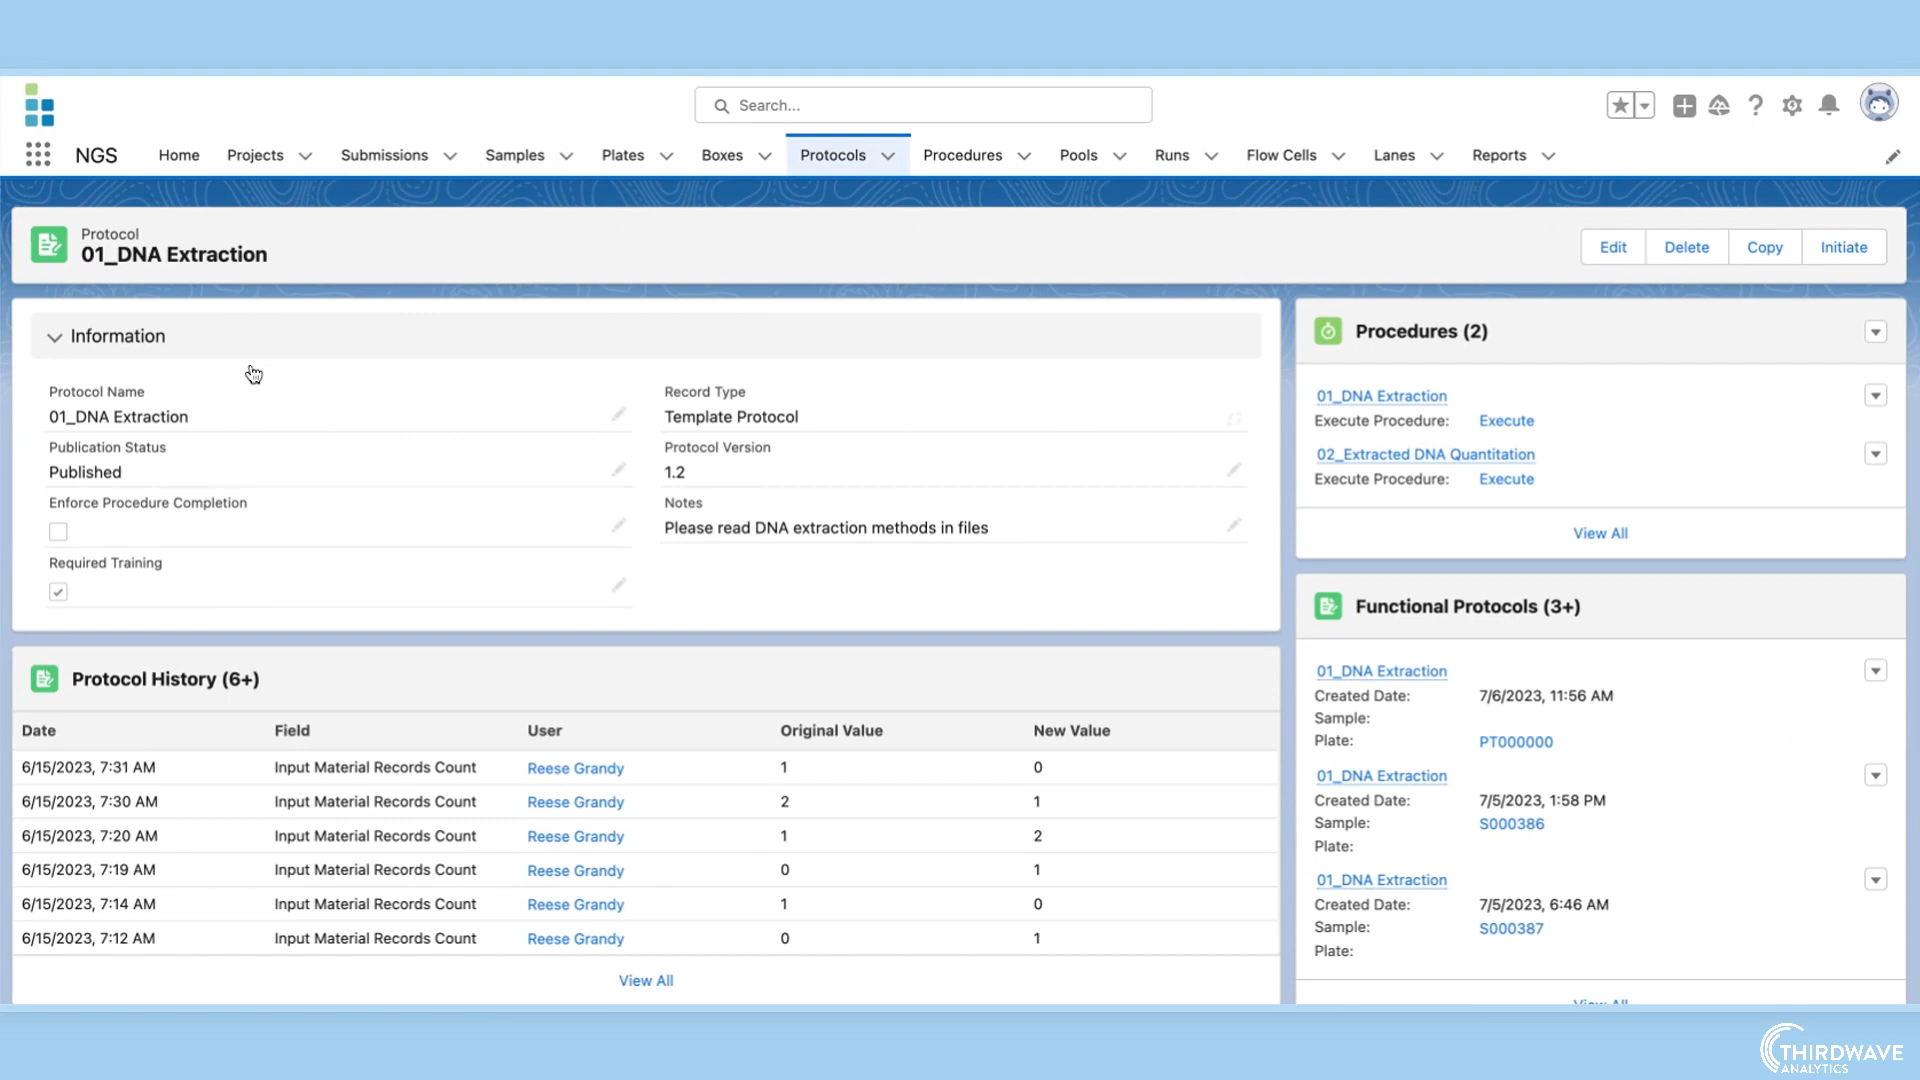 Search...
NGS Home Projects Submissions Samples Plates Boxes Protocols Procedures Pools Runs Flow Cells Lanes Reports
Protocol
01_DNA Extraction
Edit Delete Copy Initiate
Information
Protocol Name
01_DNA Extraction
Record Type
Template Protocol
Publication Status
Published
Protocol Version
1.2
Enforce Procedure Completion
Notes
Please read DNA extraction methods in files
Required Training
Protocol History (6+)
Date Field User Original Value New Value
6/15/2023, 7:31 AM Input Material Records Count Reese Grandy 1 0
6/15/2023, 7:30 AM Input Material Records Count Reese Grandy 2 1
6/15/2023, 7:20 AM Input Material Records Count Reese Grandy 1 2
6/15/2023, 7:19 AM Input Material Records Count Reese Grandy 0 1
6/15/2023, 7:14 AM Input Material Records Count Reese Grandy 1 0
6/15/2023, 7:12 AM Input Material Records Count Reese Grandy 0 1
View All
Procedures (2)
01_DNA Extraction
Execute Procedure: Execute
02_Extracted DNA Quantitation
Execute Procedure: Execute
View All
Functional Protocols (3+)
01_DNA Extraction
Created Date: 7/6/2023, 11:56 AM
Sample:
Plate: PT000000
01_DNA Extraction
Created Date: 7/5/2023, 1:58 PM
Sample: S000386
Plate:
01_DNA Extraction
Created Date: 7/5/2023, 6:46 AM
Sample: S000387
Plate:
View All
THIRDWAVE
ANALYTICS